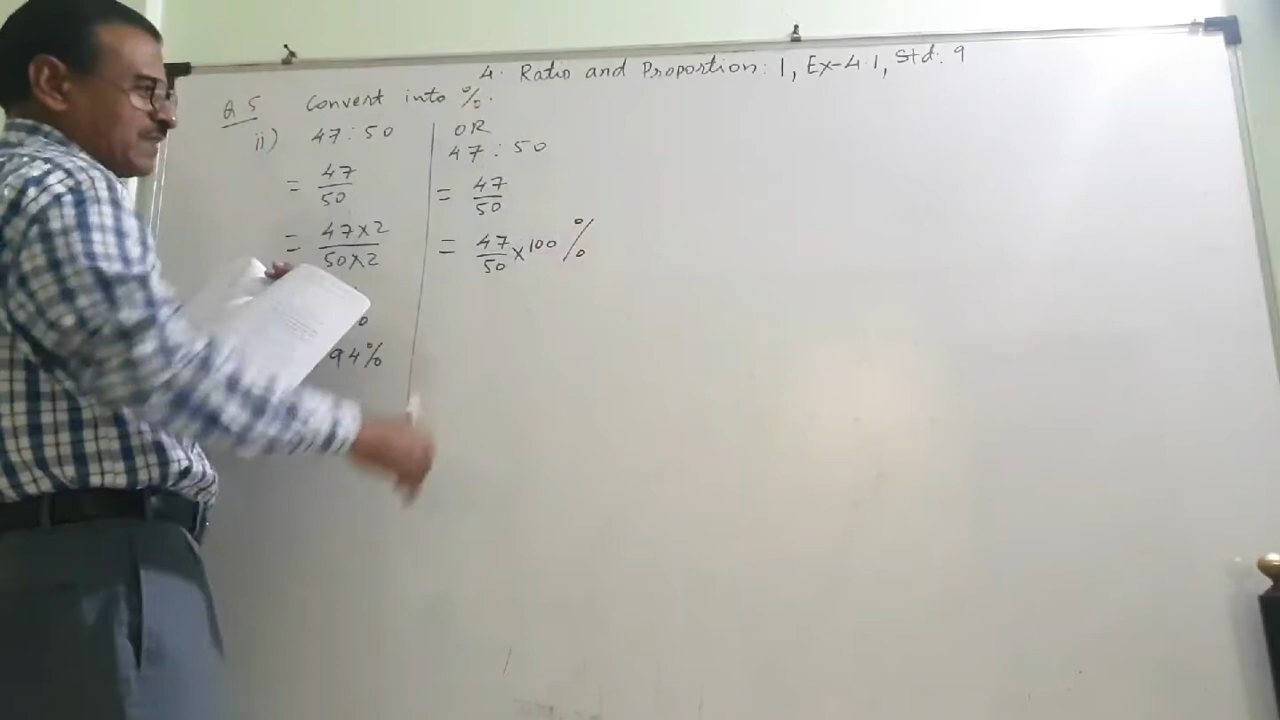 4. Ratio and Proportion: 1, Ex-4.1, Std: 9
Q 5 Convert into %.
ii) 47:50
= 47/50
= 47×2/50×2
94%
OR
47:50
= 47/50
= 47/50 × 100 %